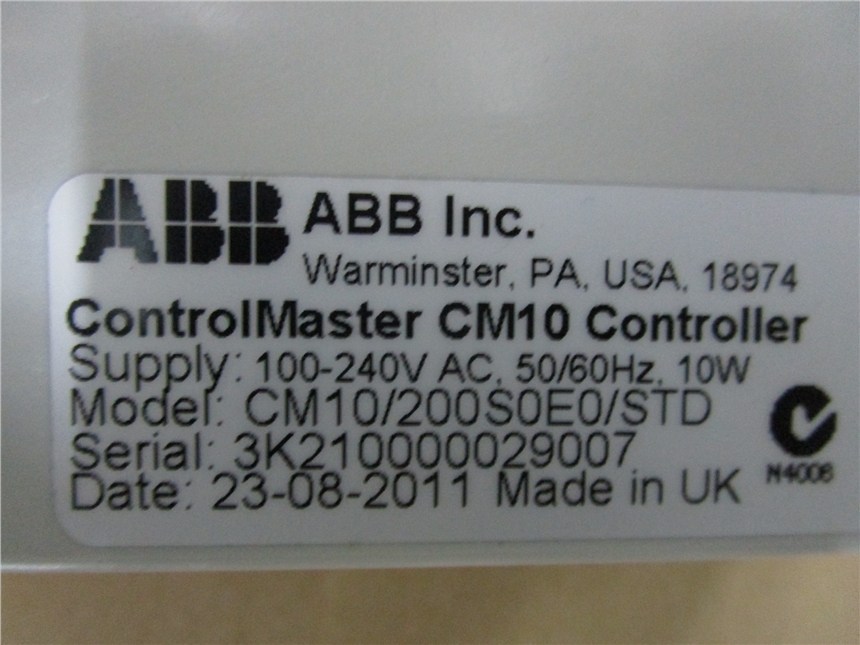 ABB ABB Inc.
Warminster, PA, USA, 18974
ControlMaster CM10 Controller
Supply: 100-240V AC, 50/60Hz, 10W
Model: CM10/200S0E0/STD
Serial: 3K210000029007
Date: 23-08-2011 Made in UK
N4006